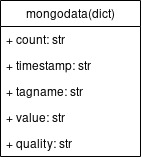 mongodata(dict)
+ count: str
+ timestamp: str
+ tagname: str
+ value: str
+ quality: str